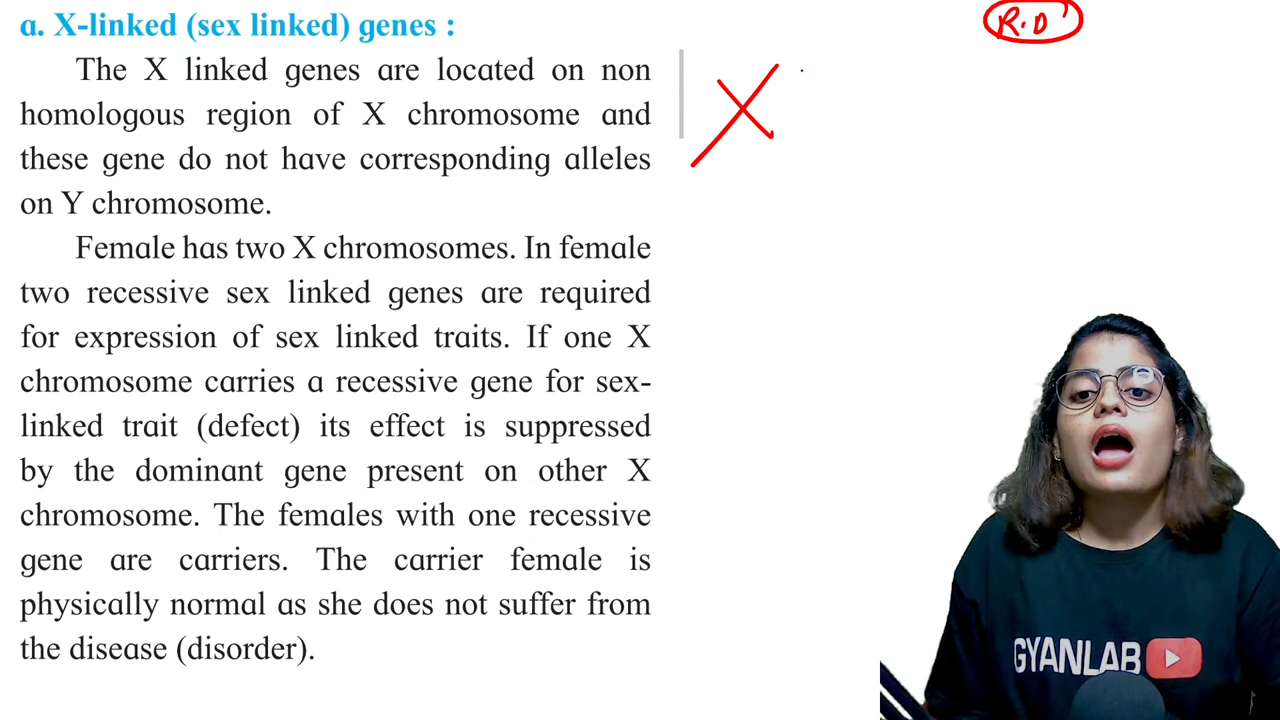 a. X-linked (sex linked) genes :
The X linked genes are located on non
homologous region of X chromosome and
these gene do not have corresponding alleles
on Y chromosome.
Female has two X chromosomes. In female
two recessive sex linked genes are required
for expression of sex linked traits. If one X
chromosome carries a recessive gene for sex-
linked trait (defect) its effect is suppressed
by the dominant gene present on other X
chromosome. The females with one recessive
gene are carriers. The carrier female is
physically normal as she does not suffer from
the disease (disorder).
R.D'
X
GYANLAB